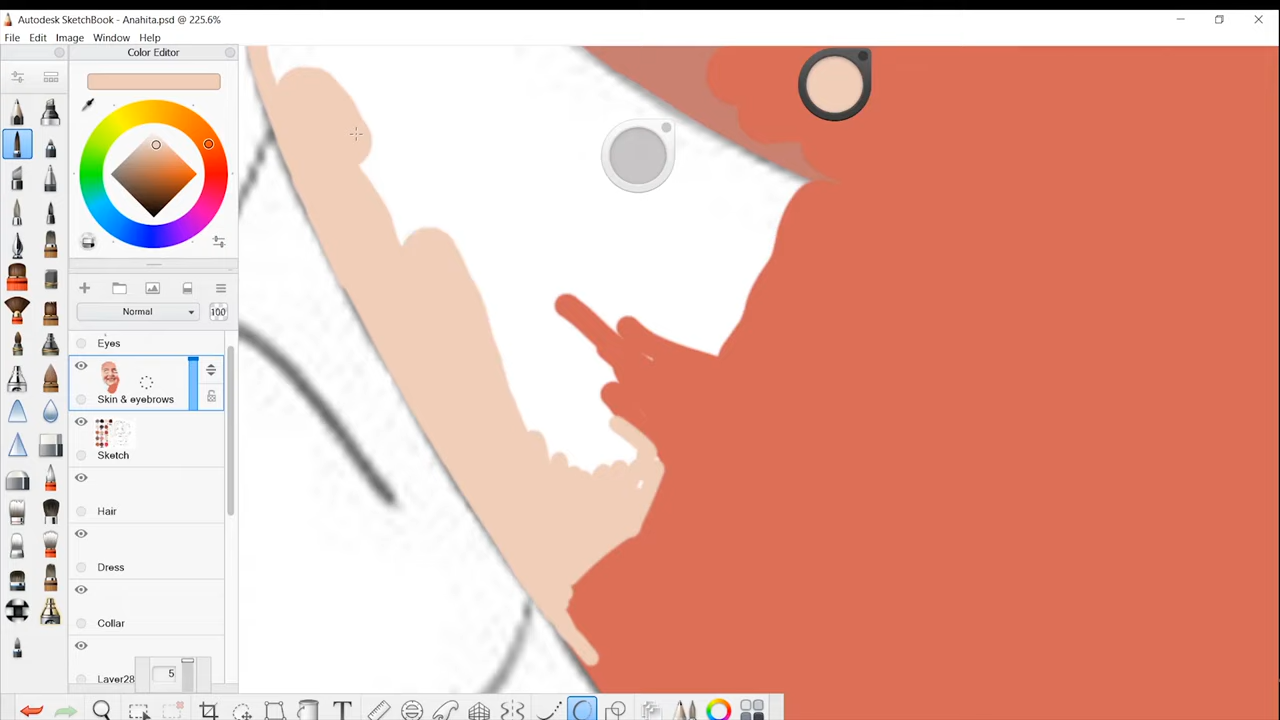 Autodesk SketchBook - Anahita.psd @ 225.6%
File Edit Image Window Help
Color Editor
Normal
100
Eyes
Skin & eyebrows
Sketch
Hair
Dress
Collar
Layer28
5
T